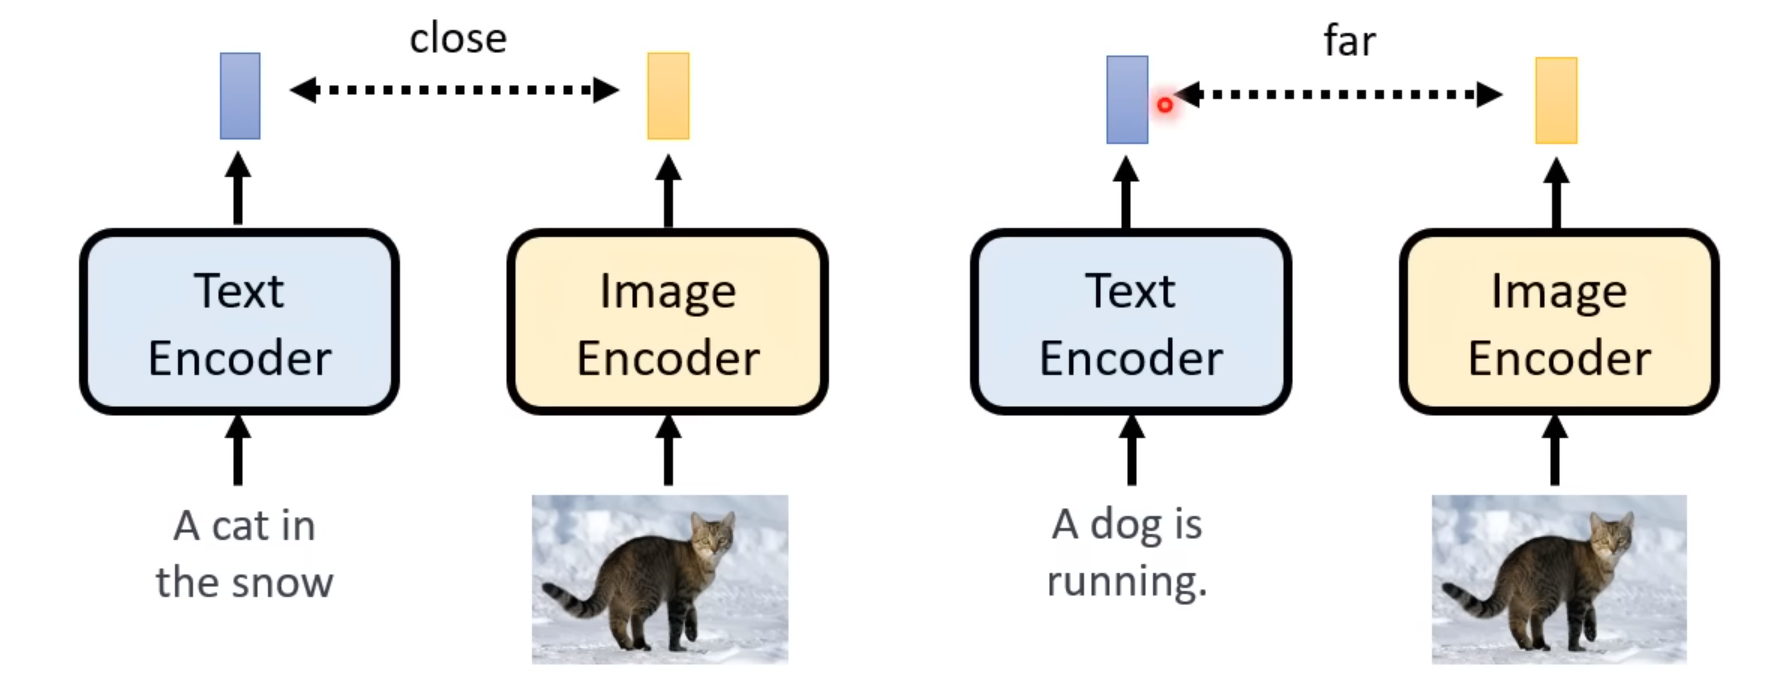 close
far
Text
Encoder
Image
Encoder
Text
Encoder
Image
Encoder
A cat in
the snow
A dog is
running.